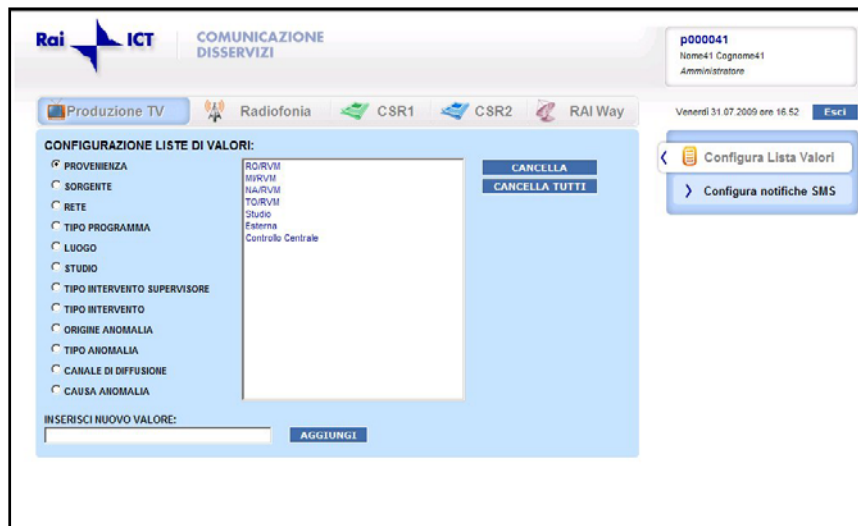 Rai ICT
COMUNICAZIONE
DISSERVIZI
p000041
Nome41 Cognome41
Amministratore
Produzione TV Radiofonia CSR1 CSR2 RAI Way
Venerdì 31.07.2009 ore 16.52 Esci
CONFIGURAZIONE LISTE DI VALORI:
PROVENIENZA
SORGENTE
RETE
TIPO PROGRAMMA
LUOGO
STUDIO
TIPO INTERVENTO SUPERVISORE
TIPO INTERVENTO
ORIGINE ANOMALIA
TIPO ANOMALIA
CANALE DI DIFFUSIONE
CAUSA ANOMALIA
RO/RVM
MI/RVM
NA/RVM
TO/RVM
Studio
Esterna
Controllo Centrale
CANCELLA
CANCELLA TUTTI
INSERISCI NUOVO VALORE:
AGGIUNGI
Configura Lista Valori
Configura notifiche SMS